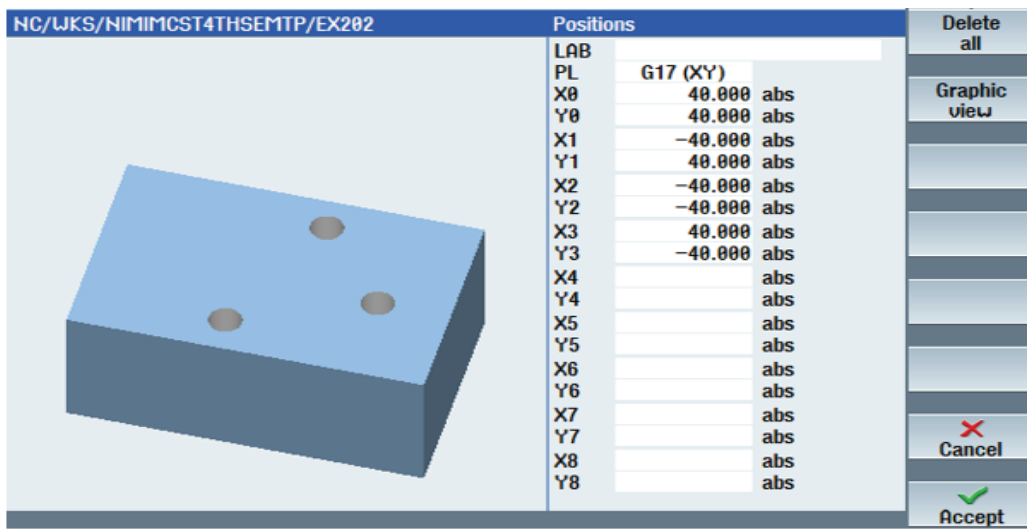 NC/WKS/NIMIMCST4THSEMTP/EX202
Positions
LAB
PL G17 (XY)
X0 40.000 abs
Y0 40.000 abs
X1 -40.000 abs
Y1 40.000 abs
X2 -40.000 abs
Y2 -40.000 abs
X3 40.000 abs
Y3 -40.000 abs
X4 abs
Y4 abs
X5 abs
Y5 abs
X6 abs
Y6 abs
X7 abs
Y7 abs
X8 abs
Y8 abs
Delete
all
Graphic
view
Cancel
Accept